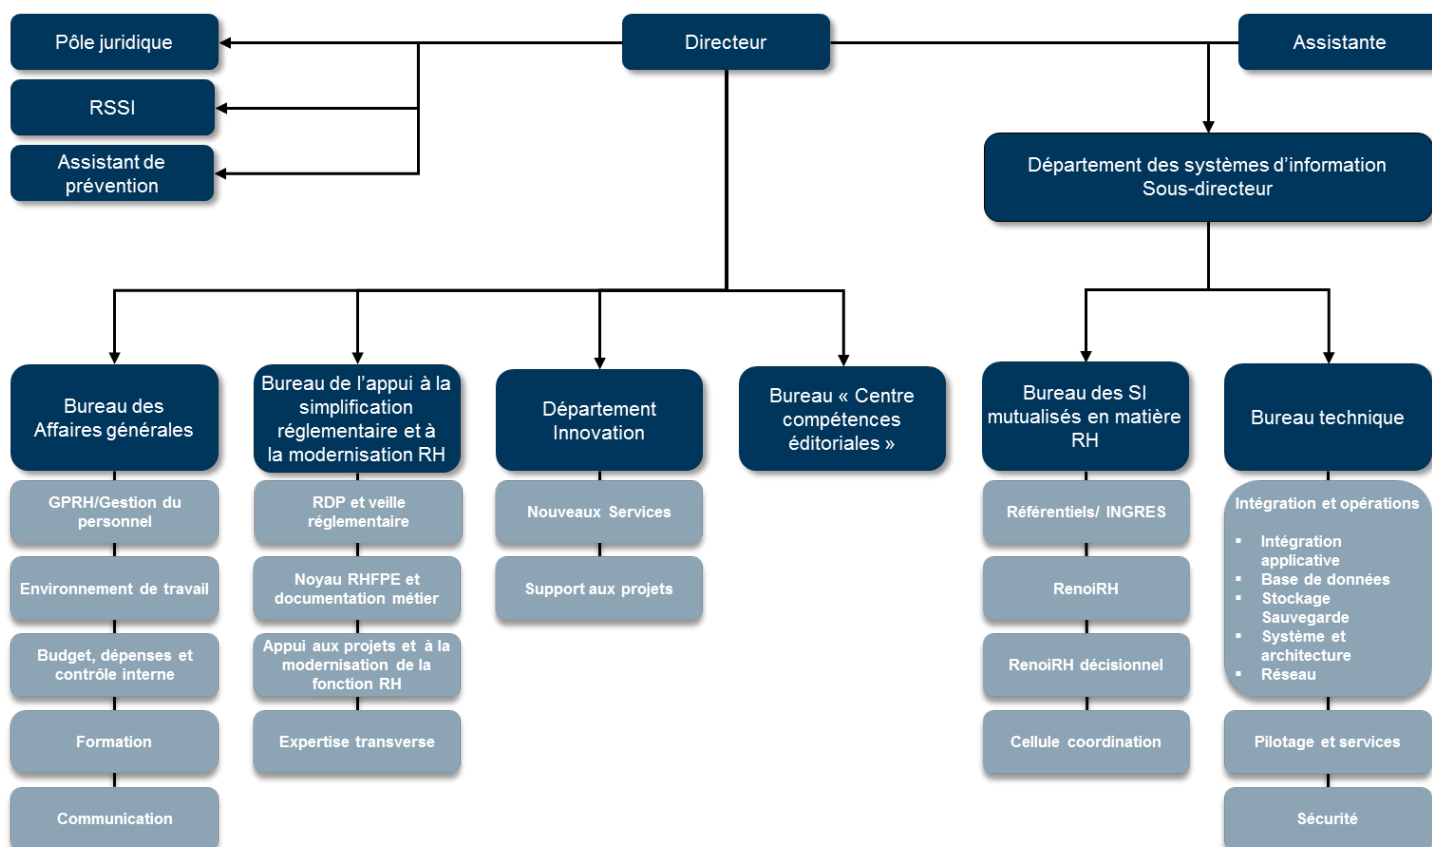 Pôle juridique
Directeur
Assistante
RSSI
Assistant de
prévention
Département des systèmes d’information
Sous-directeur
Bureau des
Affaires générales
GPRH/Gestion du
personnel
Environnement de travail
Budget, dépenses et
contrôle interne
Formation
Communication
Bureau de l’appui à la
simplification
réglementaire et à
la modernisation RH
RDP et veille
réglementaire
Noyau RHFPE et
documentation métier
Appui aux projets et à la
modernisation de la
fonction RH
Expertise transverse
Département
Innovation
Nouveaux Services
Support aux projets
Bureau « Centre
compétences
éditoriales »
Bureau des SI
mutualisés en matière
RH
Référentiels/ INGRES
RenoiRH
RenoiRH décisionnel
Cellule coordination
Bureau technique
Intégration et opérations
▪ Intégration
applicative
▪ Base de données
▪ Stockage
Sauvegarde
▪ Système et
architecture
▪ Réseau
Pilotage et services
Sécurité